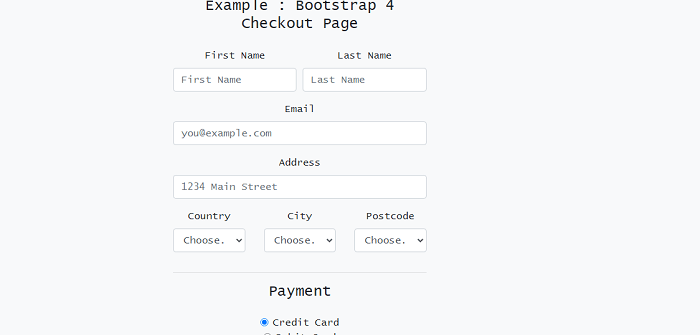 Example : Bootstrap 4
Checkout Page
First Name Last Name
First Name Last Name
Email
you@example.com
Address
1234 Main Street
Country City Postcode
Choose. Choose. Choose.
Payment
Credit Card